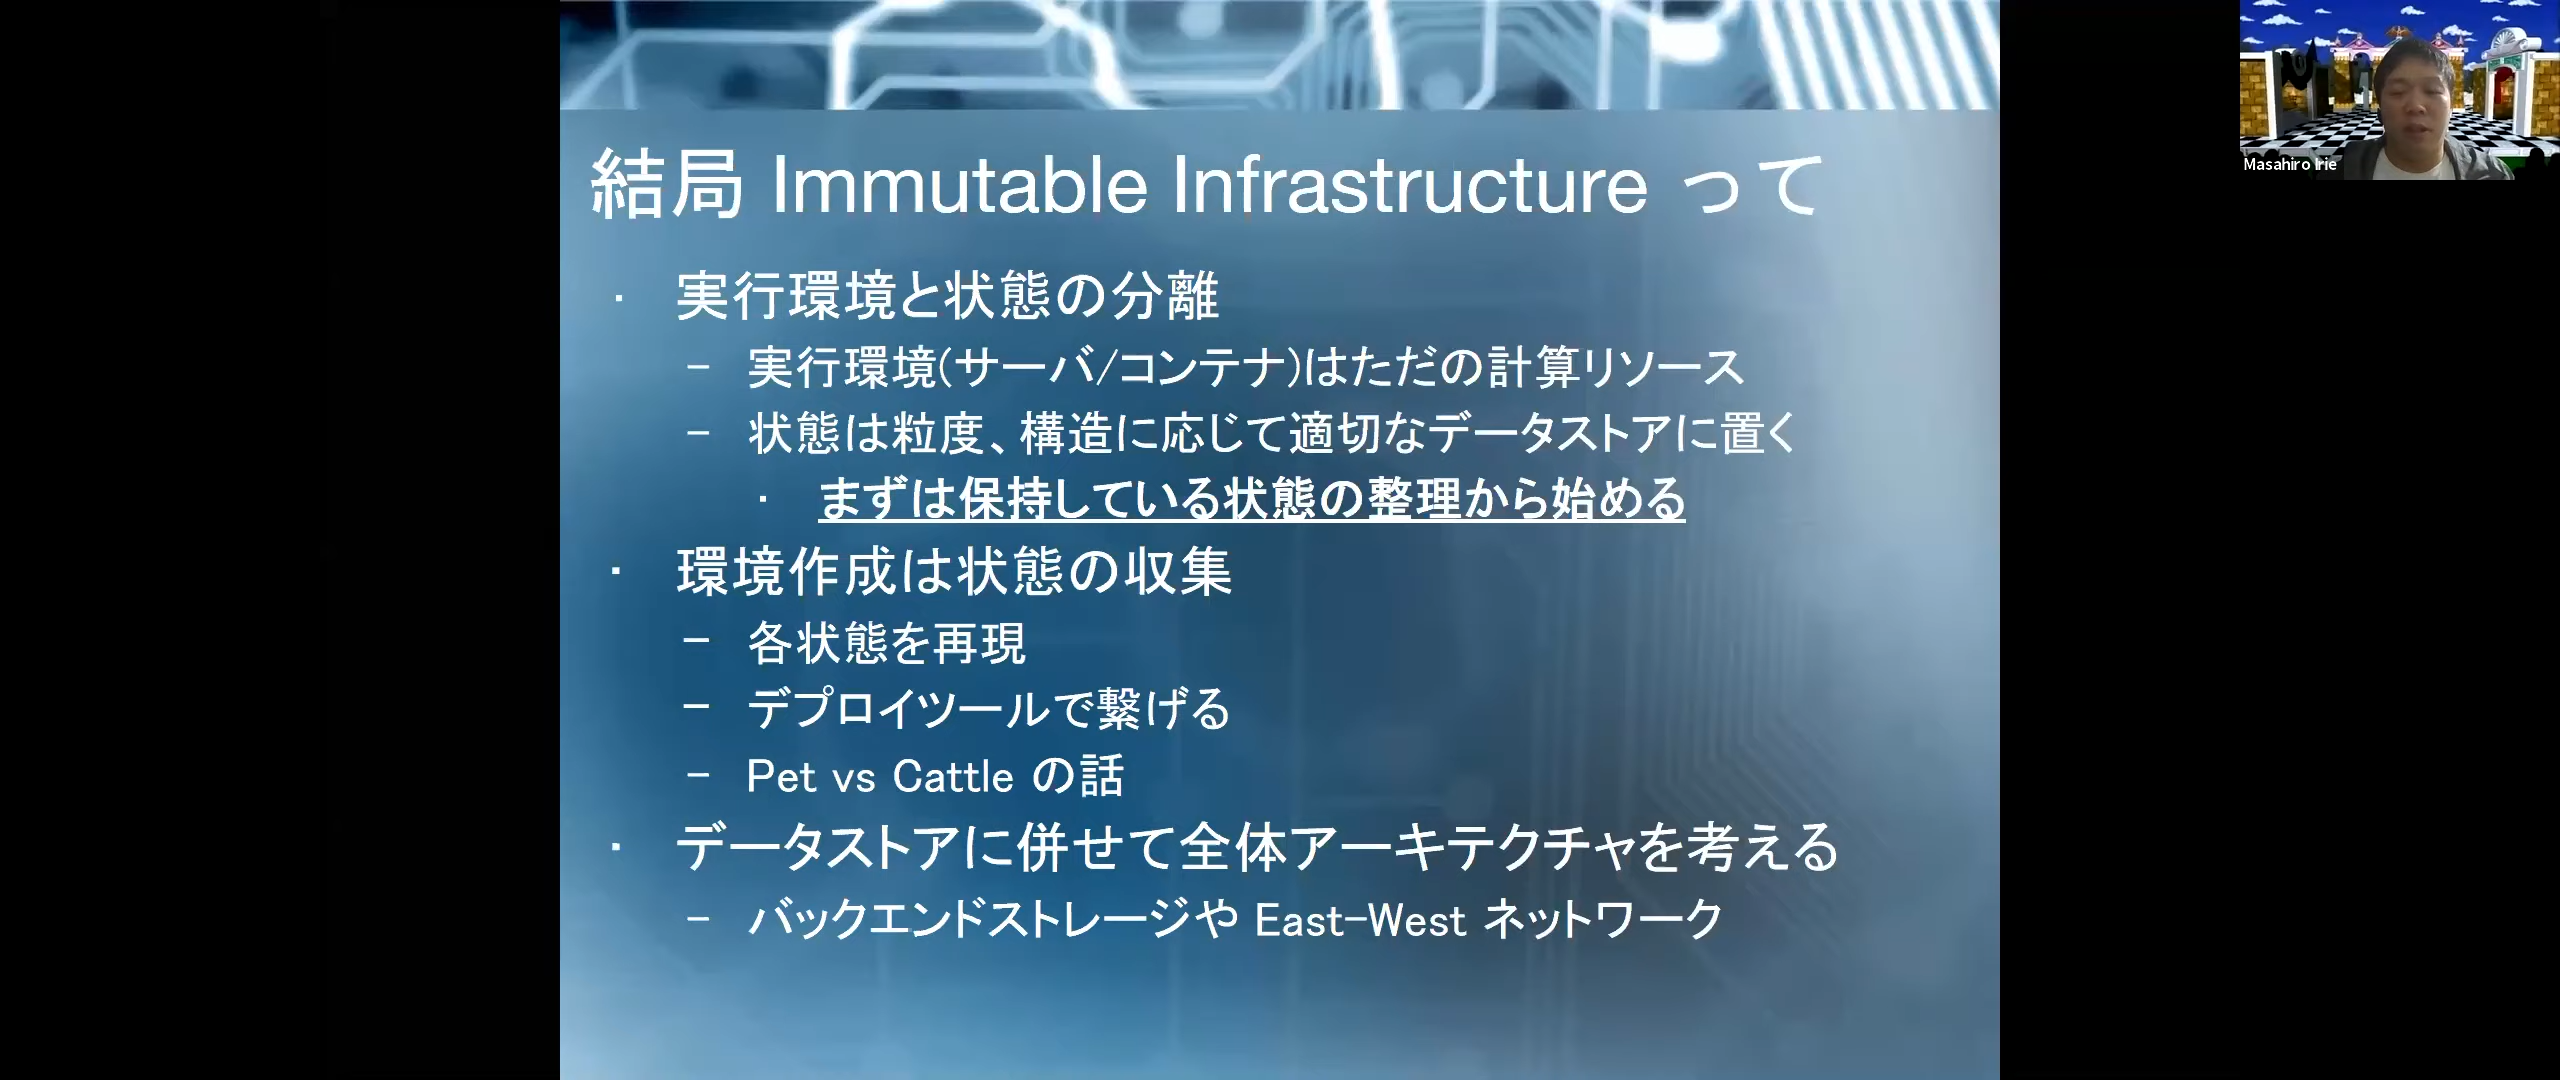 結局 Immutable Infrastructure って
・ 実行環境と状態の分離
– 実行環境(サーバ/コンテナ)はただの計算リソース
– 状態は粒度、構造に応じて適切なデータストアに置く
・ まずは保持している状態の整理から始める
・ 環境作成は状態の収集
– 各状態を再現
– デプロイツールで繋げる
– Pet vs Cattle の話
・ データストアに併せて全体アーキテクチャを考える
– バックエンドストレージや East-West ネットワーク
Masahiro Irie